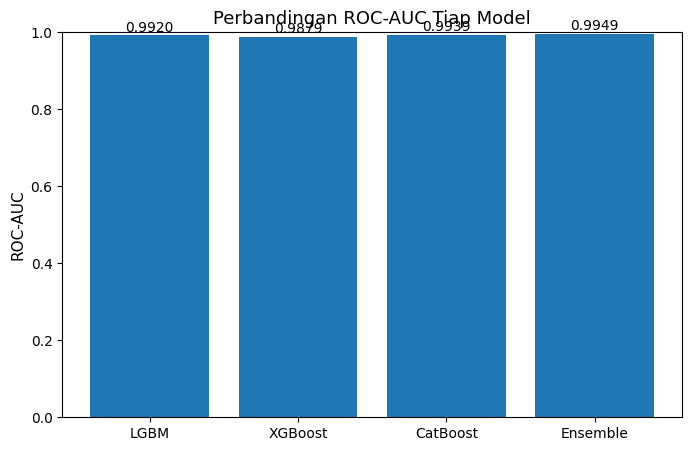 Perbandingan ROC-AUC Tiap Model
0.9920
0.9879
0.9939
0.9949
1.0
0.8
0.6
0.4
0.2
0.0
ROC-AUC
LGBM
XGBoost
CatBoost
Ensemble